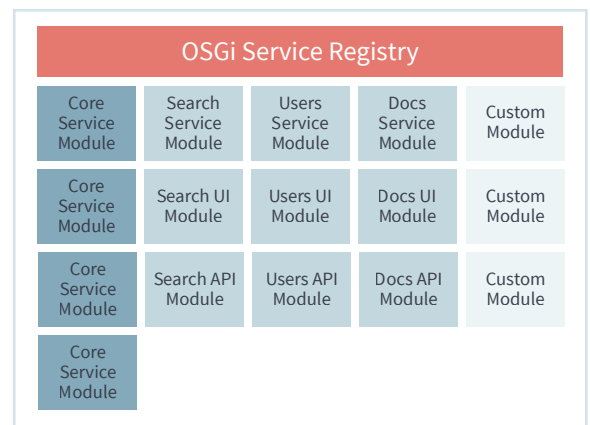 OSGi Service Registry
Core
Service
Module
Search
Service
Module
Users
Service
Module
Docs
Service
Module
Custom
Module
Core
Service
Module
Search UI
Module
Users UI
Module
Docs UI
Module
Custom
Module
Core
Service
Module
Search API
Module
Users API
Module
Docs API
Module
Custom
Module
Core
Service
Module